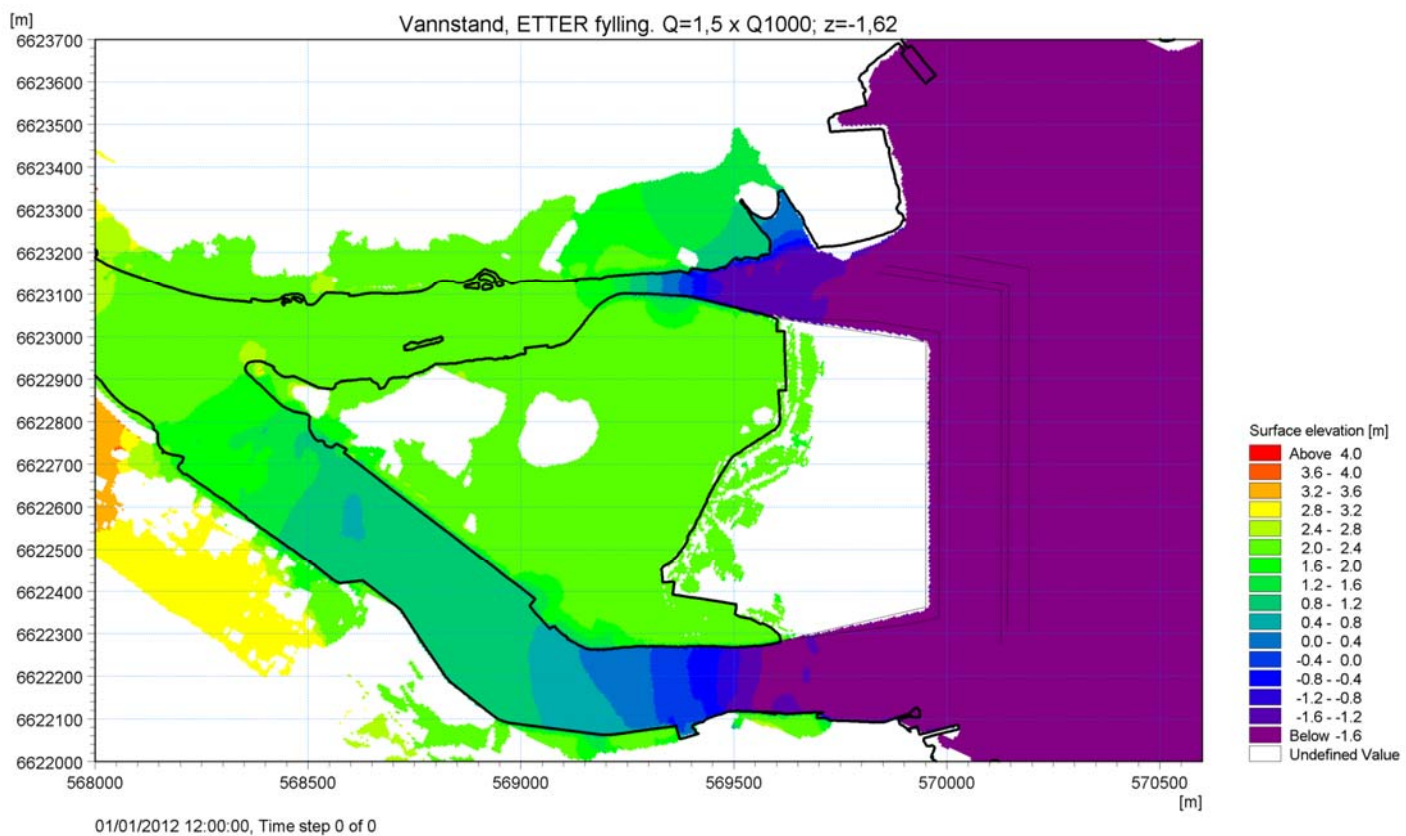 Vannstand, ETTER fylling. Q=1,5 x Q1000; z=-1,62
[m]
6623700
6623600
6623500
6623400
6623300
6623200
6623100
6623000
6622900
6622800
6622700
6622600
6622500
6622400
6622300
6622200
6622100
6622000
568000 568500 569000 569500 570000 570500
[m]
Surface elevation [m]
Above 4.0
3.6 - 4.0
3.2 - 3.6
2.8 - 3.2
2.4 - 2.8
2.0 - 2.4
1.6 - 2.0
1.2 - 1.6
0.8 - 1.2
0.4 - 0.8
0.0 - 0.4
-0.4 - 0.0
-0.8 - -0.4
-1.2 - -0.8
-1.6 - -1.2
Below -1.6
Undefined Value
01/01/2012 12:00:00, Time step 0 of 0